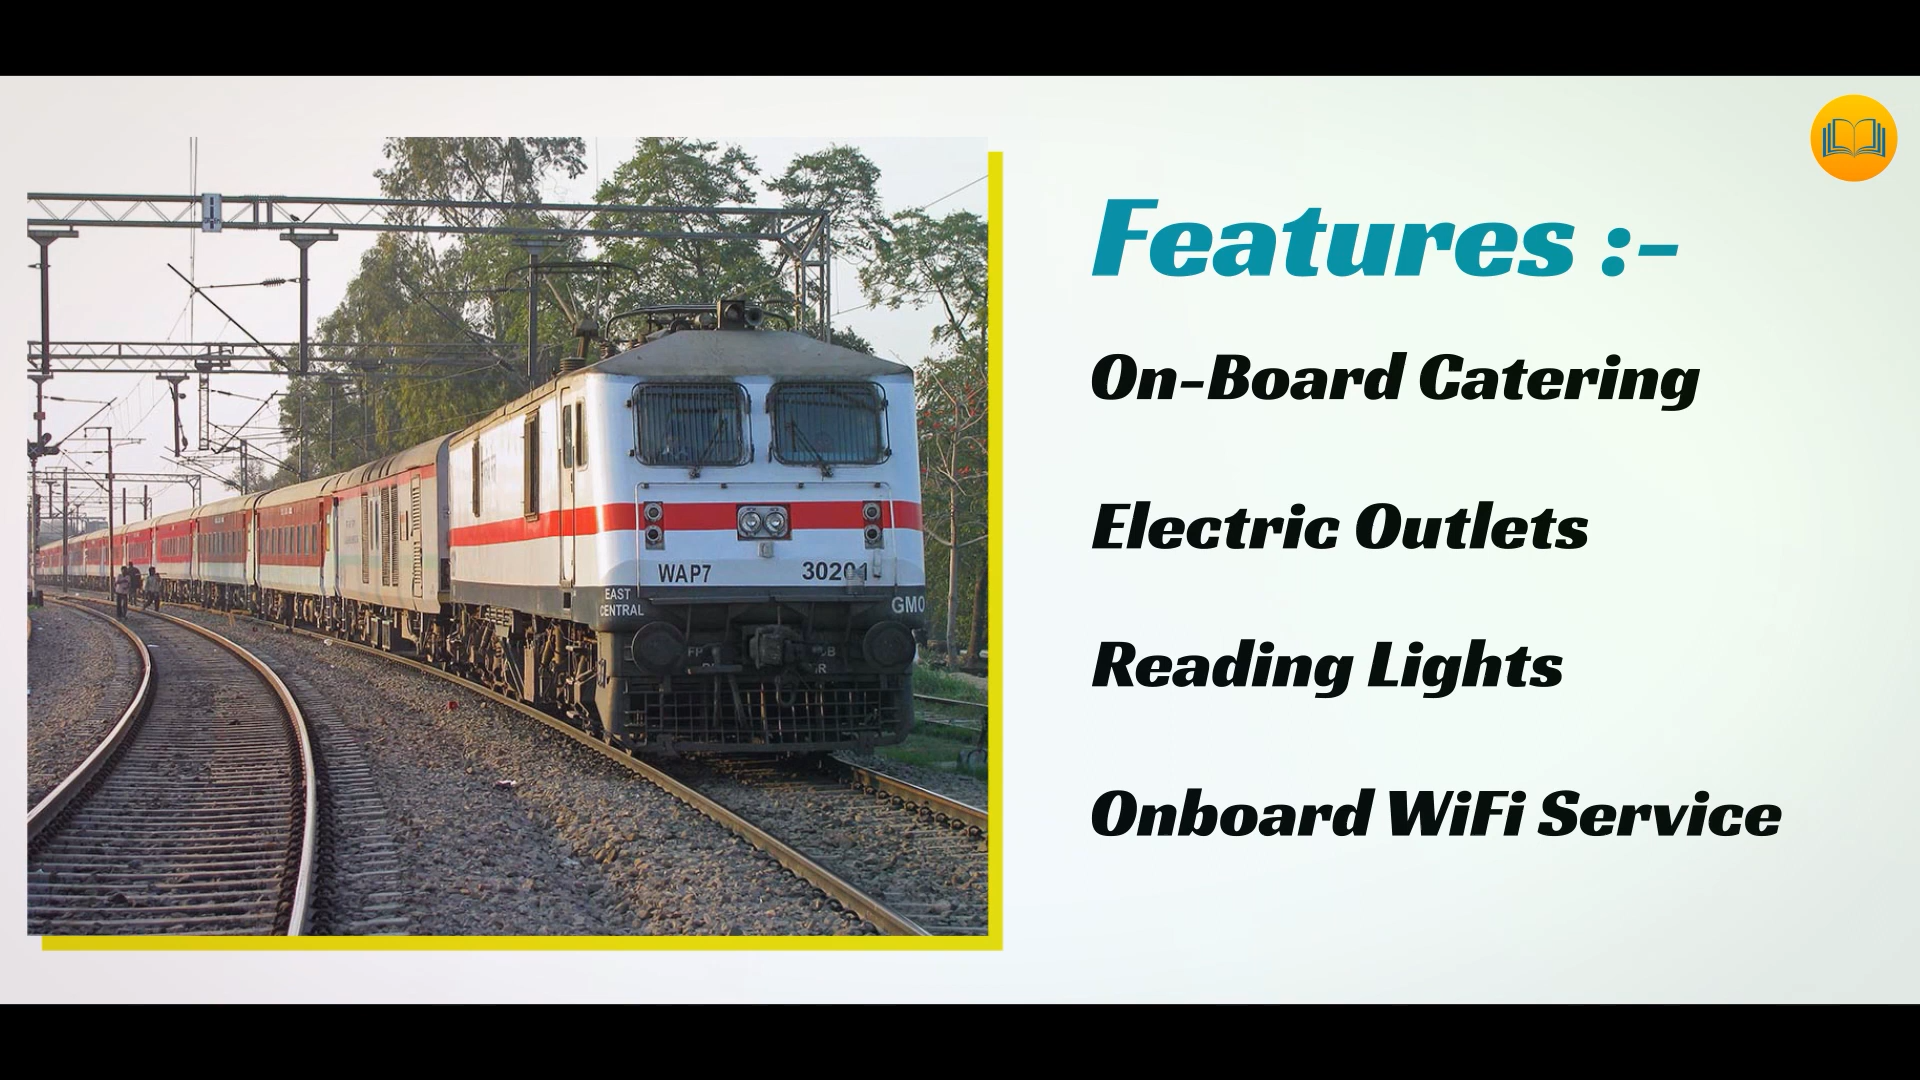 Features :-
On-Board Catering
Electric Outlets
Reading Lights
Onboard WiFi Service
WAP7
30201
EAST
CENTRAL
GMO